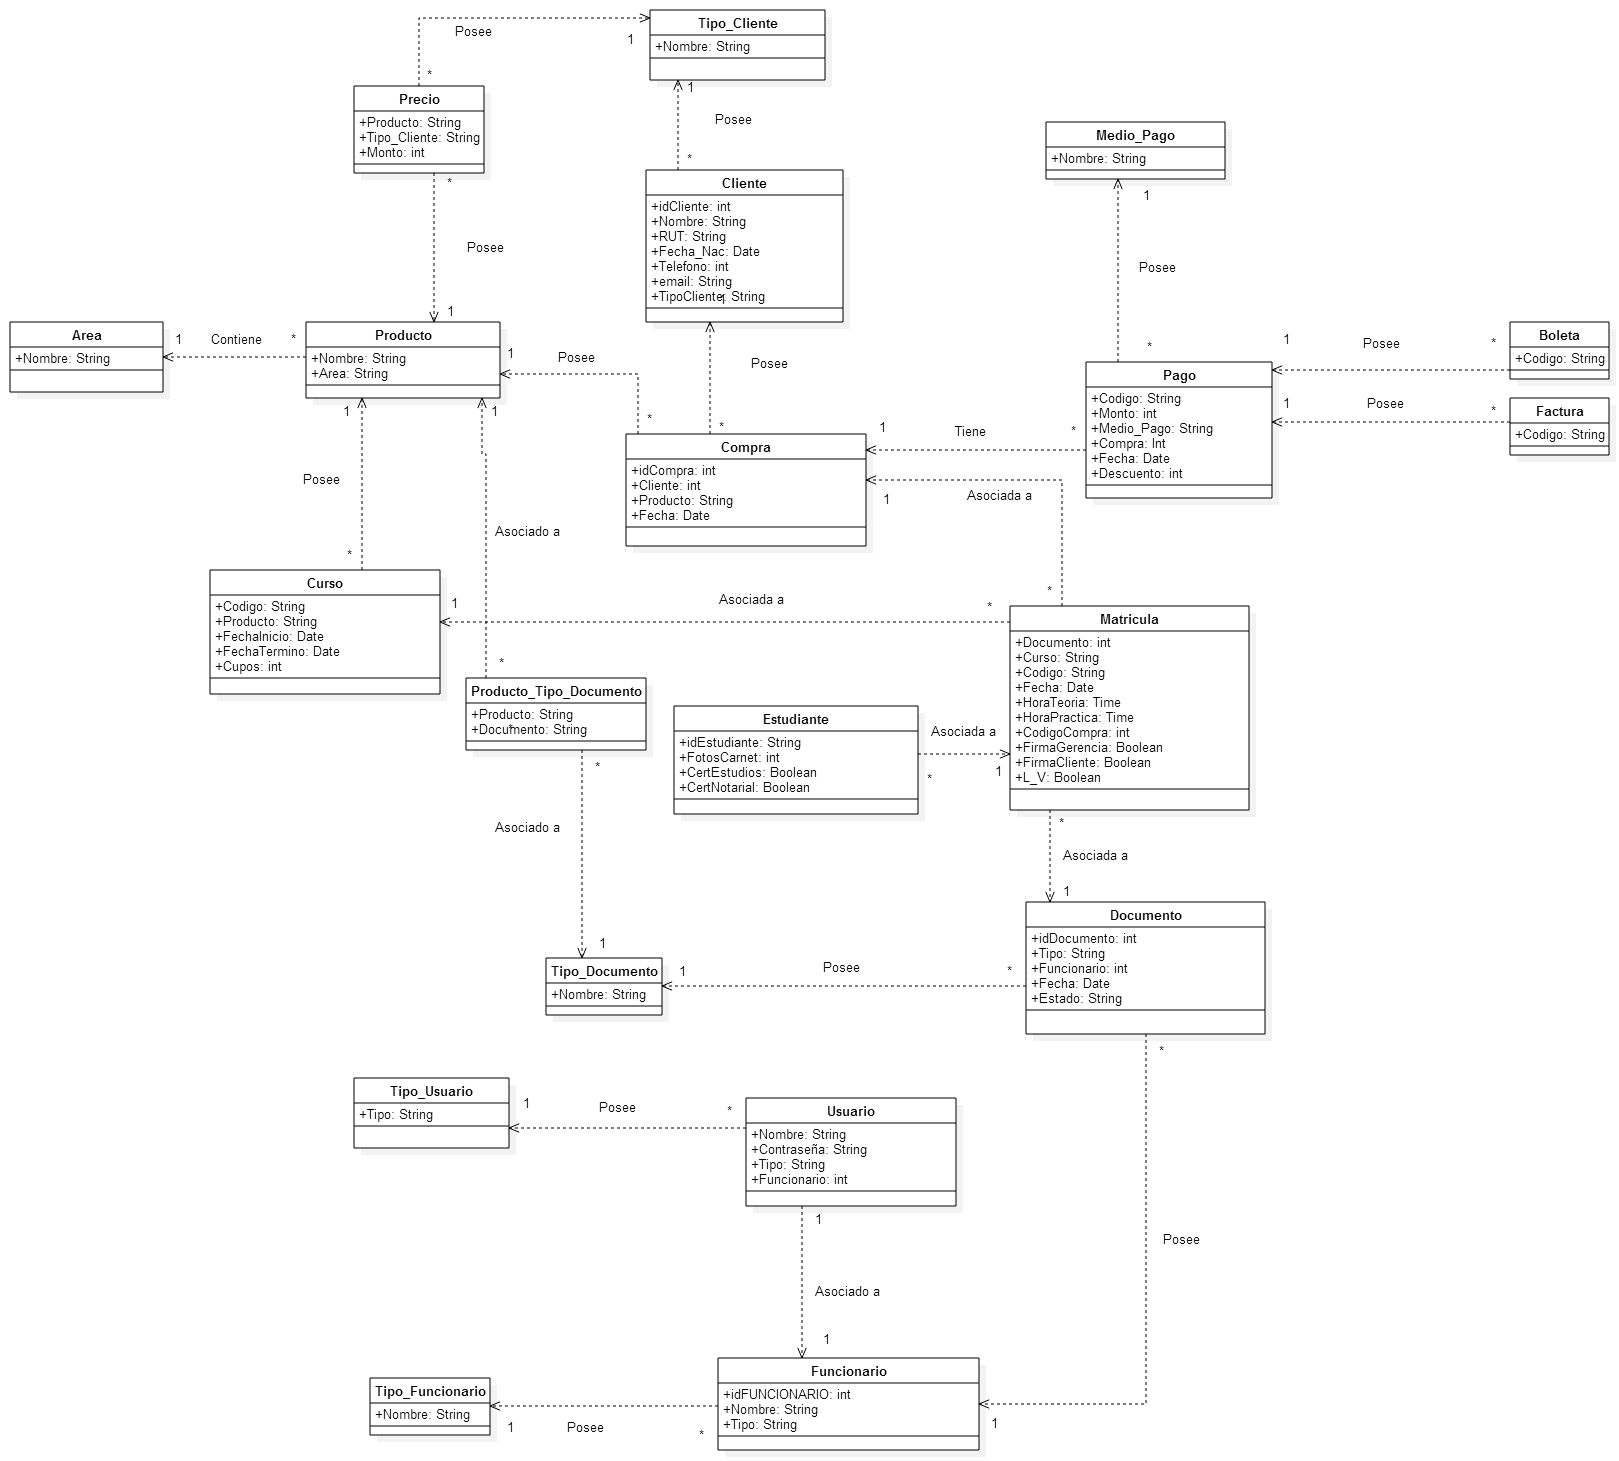 Posee
1
*
Tipo_Cliente
+Nombre: String
1
Posee
*
Precio
+Producto: String
+Tipo_Cliente: String
+Monto: int
*
Posee
1
Cliente
+idCliente: int
+Nombre: String
+RUT: String
+Fecha_Nac: Date
+Telefono: int
+email: String
+TipoCliente: String
Posee
*
Medio_Pago
+Nombre: String
1
Posee
*
Area
+Nombre: String
1
Contiene
*
Producto
+Nombre: String
+Area: String
1
Posee
*
1
1
Pago
+Codigo: String
+Monto: int
+Medio_Pago: String
+Compra: Int
+Fecha: Date
+Descuento: int
1
Posee
*
Boleta
+Codigo: String
1
Posee
*
Factura
+Codigo: String
Compra
+idCompra: int
+Cliente: int
+Producto: String
+Fecha: Date
1
Tiene
*
1
Asociada a
*
Posee
*
Asociado a
*
Curso
+Codigo: String
+Producto: String
+FechaInicio: Date
+FechaTermino: Date
+Cupos: int
1
Asociada a
*
Matricula
+Documento: int
+Curso: String
+Codigo: String
+Fecha: Date
+HoraTeoria: Time
+HoraPractica: Time
+CodigoCompra: int
+FirmaGerencia: Boolean
+FirmaCliente: Boolean
+L_V: Boolean
Producto_Tipo_Documento
+Producto: String
+Documento: String
*
Asociado a
1
Estudiante
+idEstudiante: String
+FotosCarnet: int
+CertEstudios: Boolean
+CertNotarial: Boolean
Asociada a
*
1
*
Asociada a
1
Tipo_Documento
+Nombre: String
1
Posee
*
Documento
+idDocumento: int
+Tipo: String
+Funcionario: int
+Fecha: Date
+Estado: String
*
Posee
1
Tipo_Usuario
+Tipo: String
1
Posee
*
Usuario
+Nombre: String
+Contraseña: String
+Tipo: String
+Funcionario: int
1
Asociado a
1
Tipo_Funcionario
+Nombre: String
1
Posee
*
Funcionario
+idFUNCIONARIO: int
+Nombre: String
+Tipo: String